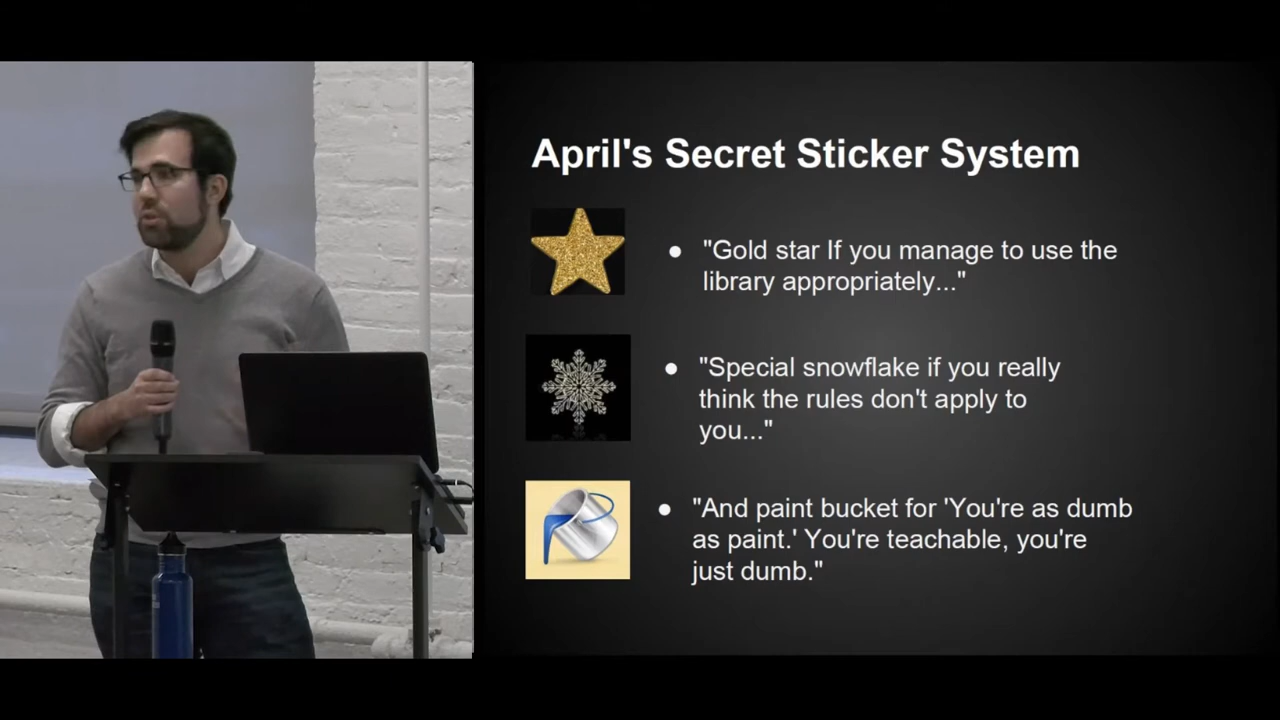 April's Secret Sticker System
● "Gold star If you manage to use the
library appropriately..."
● "Special snowflake if you really
think the rules don't apply to
you..."
● "And paint bucket for 'You're as dumb
as paint.' You're teachable, you're
just dumb."